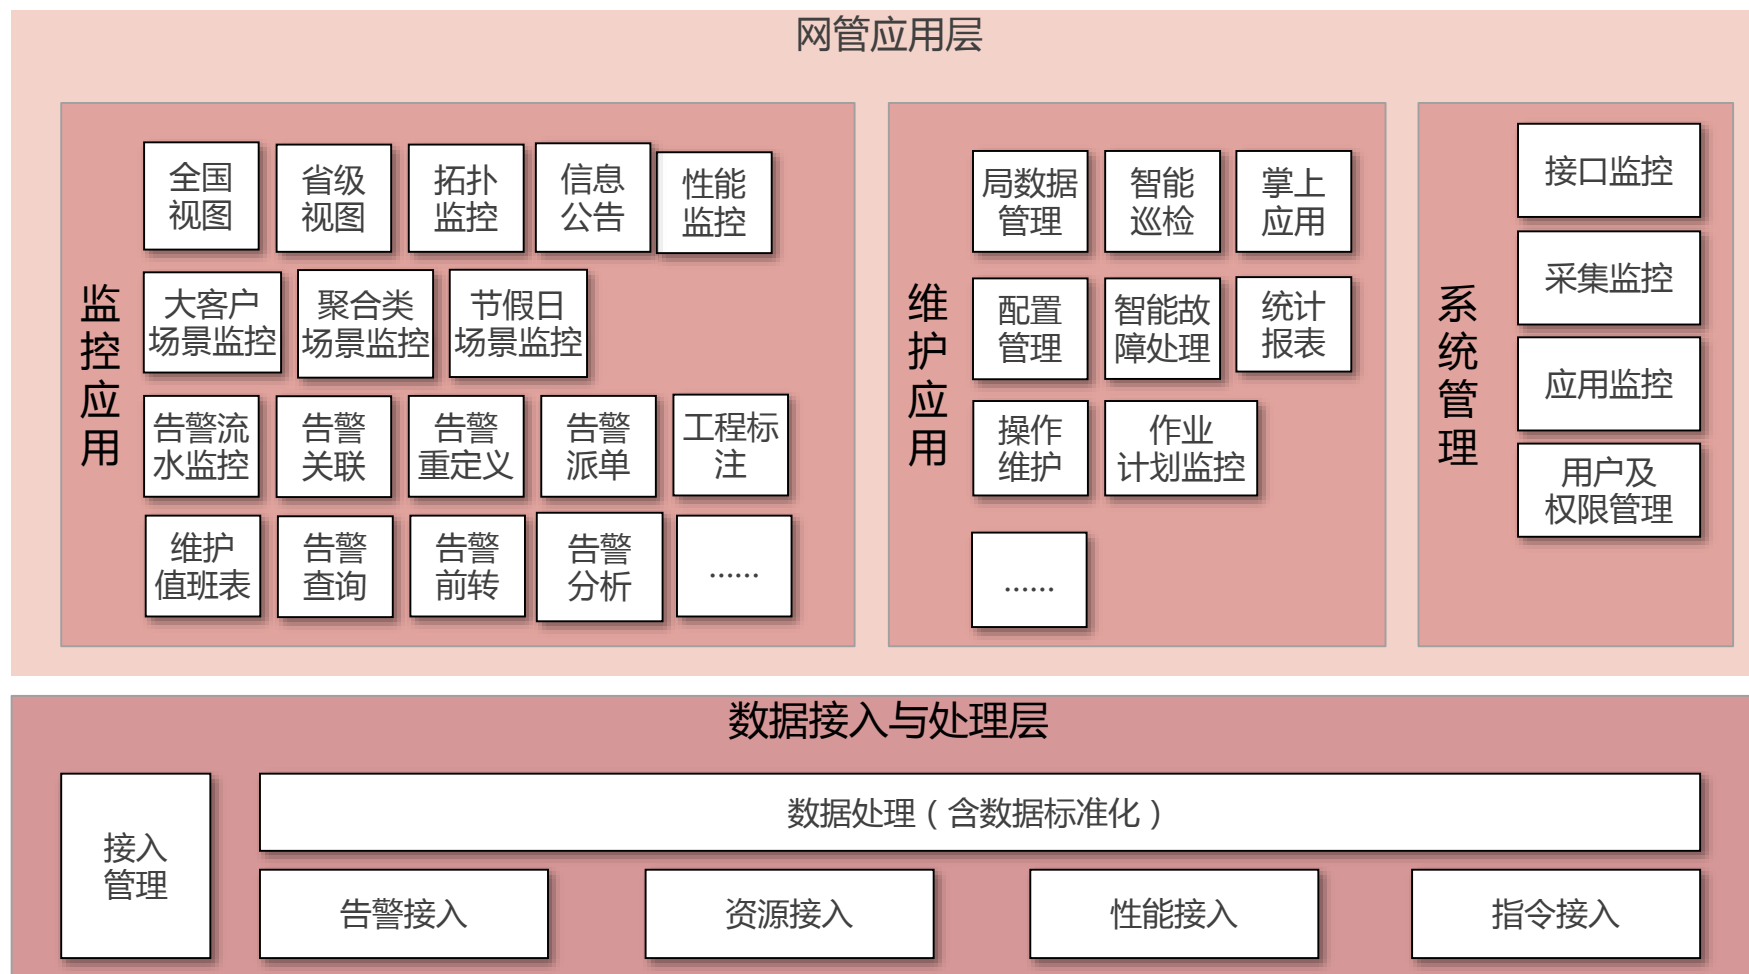 网管应用层
监控应用
全国
视图
省级
视图
拓扑
监控
信息
公告
性能
监控
大客户
场景监控
聚合类
场景监控
节假日
场景监控
告警流
水监控
告警
关联
告警
重定义
告警
派单
工程标
注
维护
值班表
告警
查询
告警
前转
告警
分析
……
维护应用
局数据
管理
智能
巡检
掌上
应用
配置
管理
智能故
障处理
统计
报表
操作
维护
作业
计划监控
……
系统管理
接口监控
采集监控
应用监控
用户及
权限管理
数据接入与处理层
接入
管理
数据处理（含数据标准化）
告警接入
资源接入
性能接入
指令接入